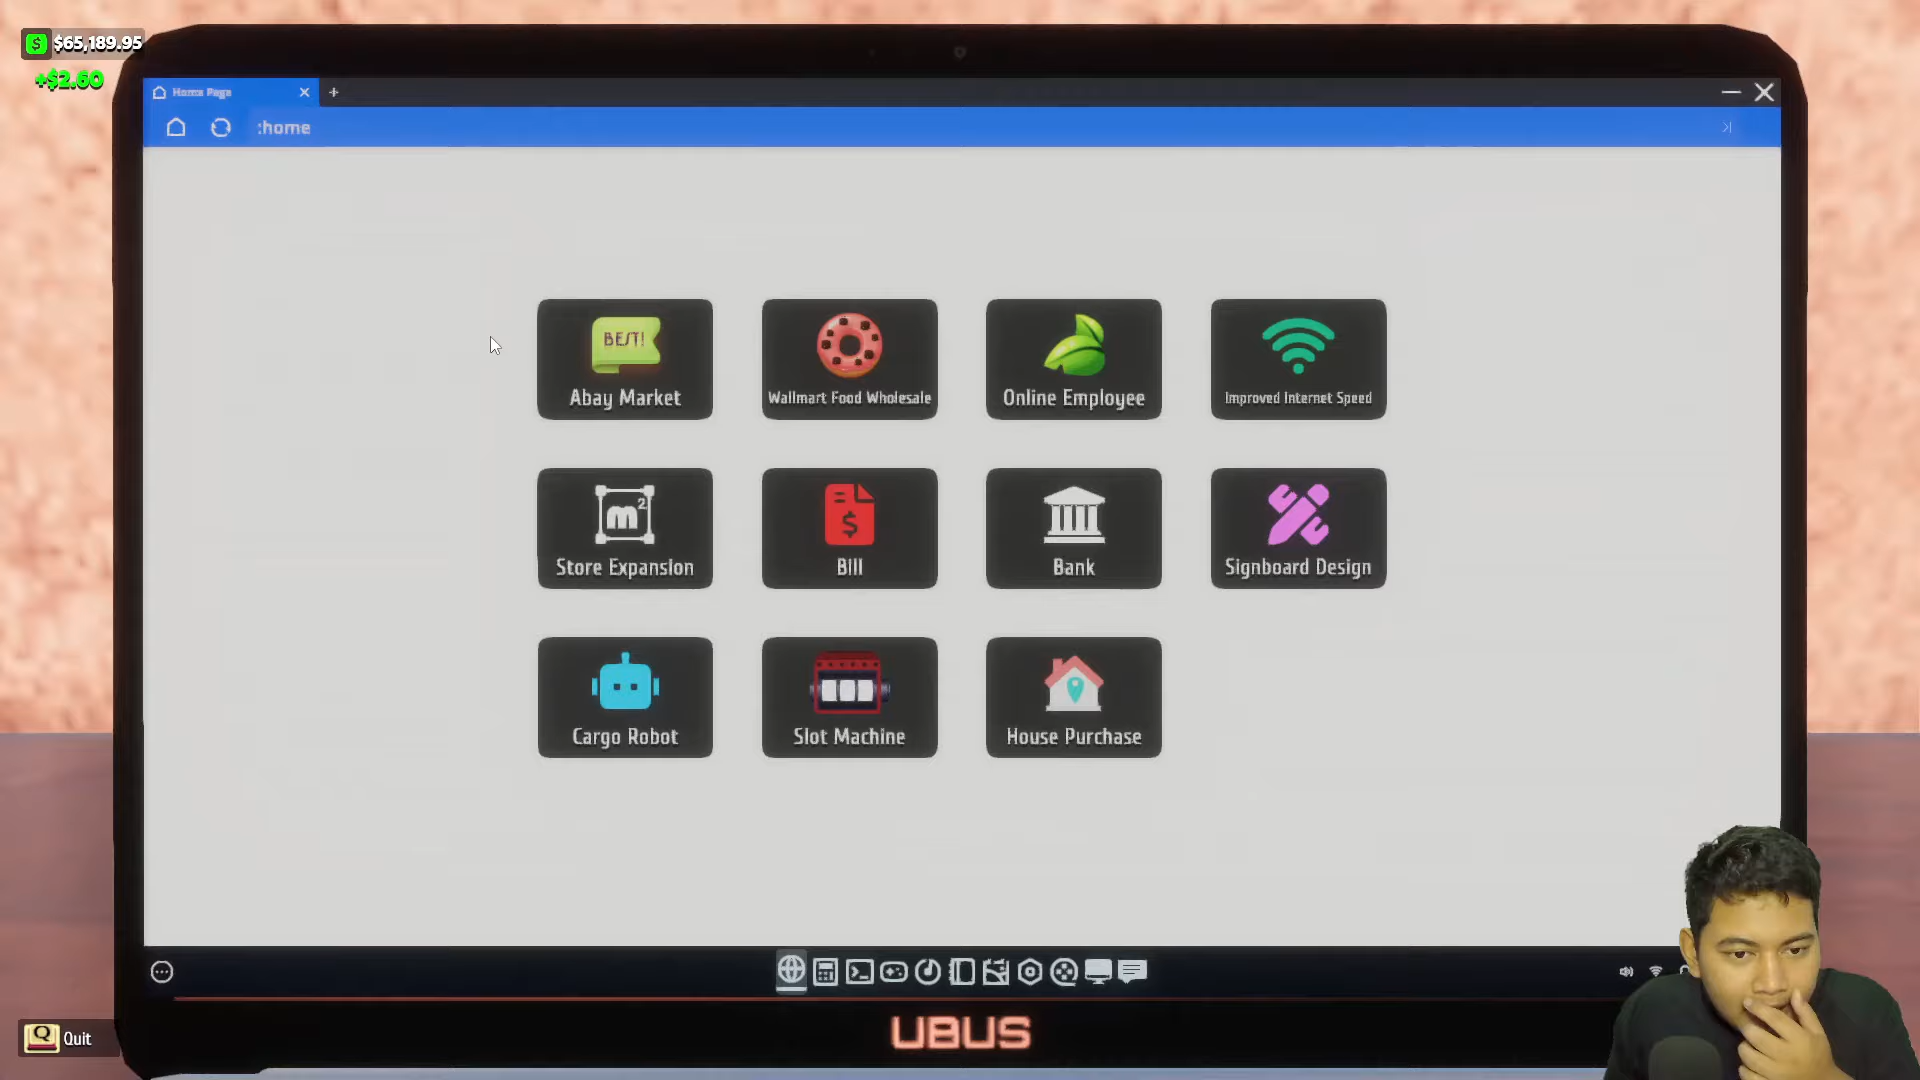 $ $65,189.95
+$2.60
Home Page
:home
BEST!
Abay Market
Wallmart Food Wholesale
Online Employee
Improved Internet Speed
m²
Store Expansion
$
Bill
Bank
Signboard Design
Cargo Robot
Slot Machine
House Purchase
Q Quit
UBUS